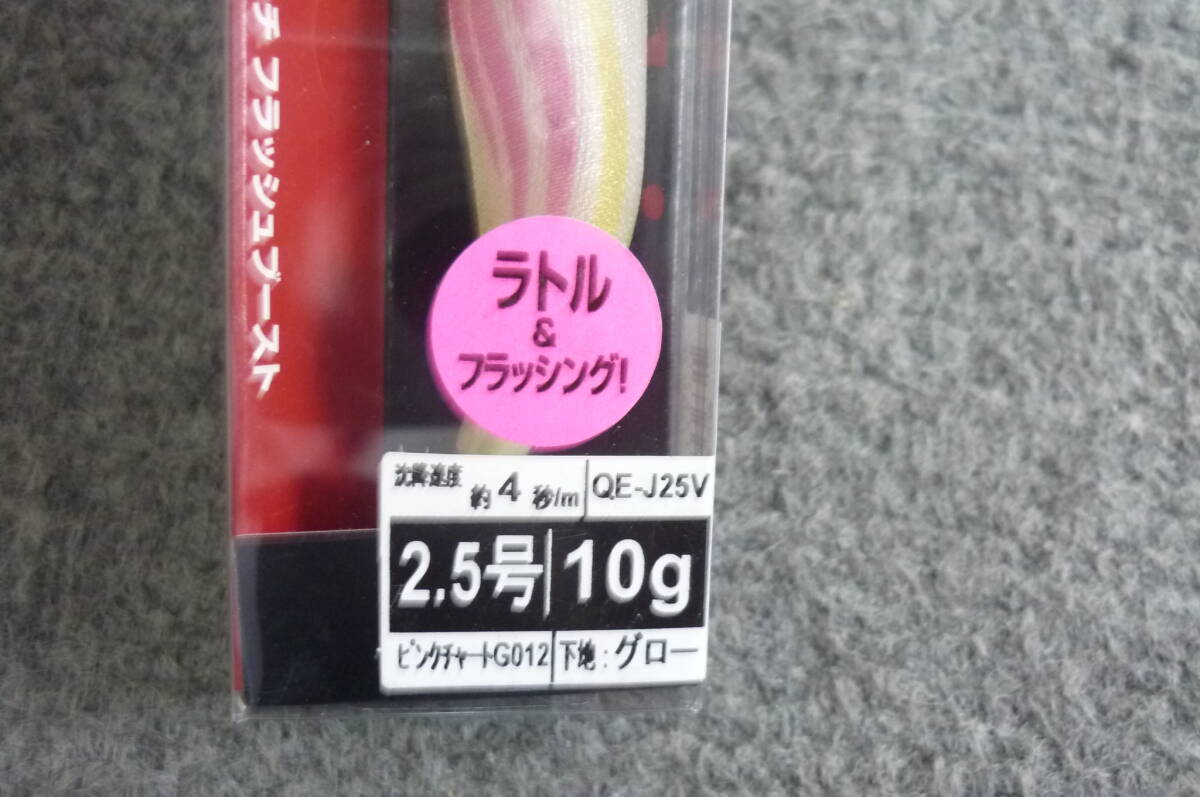 チ フラッシュブースト
ラトル
&
フラッシング!
沈降速度 約4秒/m QE-J25V
2.5号 10g
ピンクチャートG012 下地:グロー